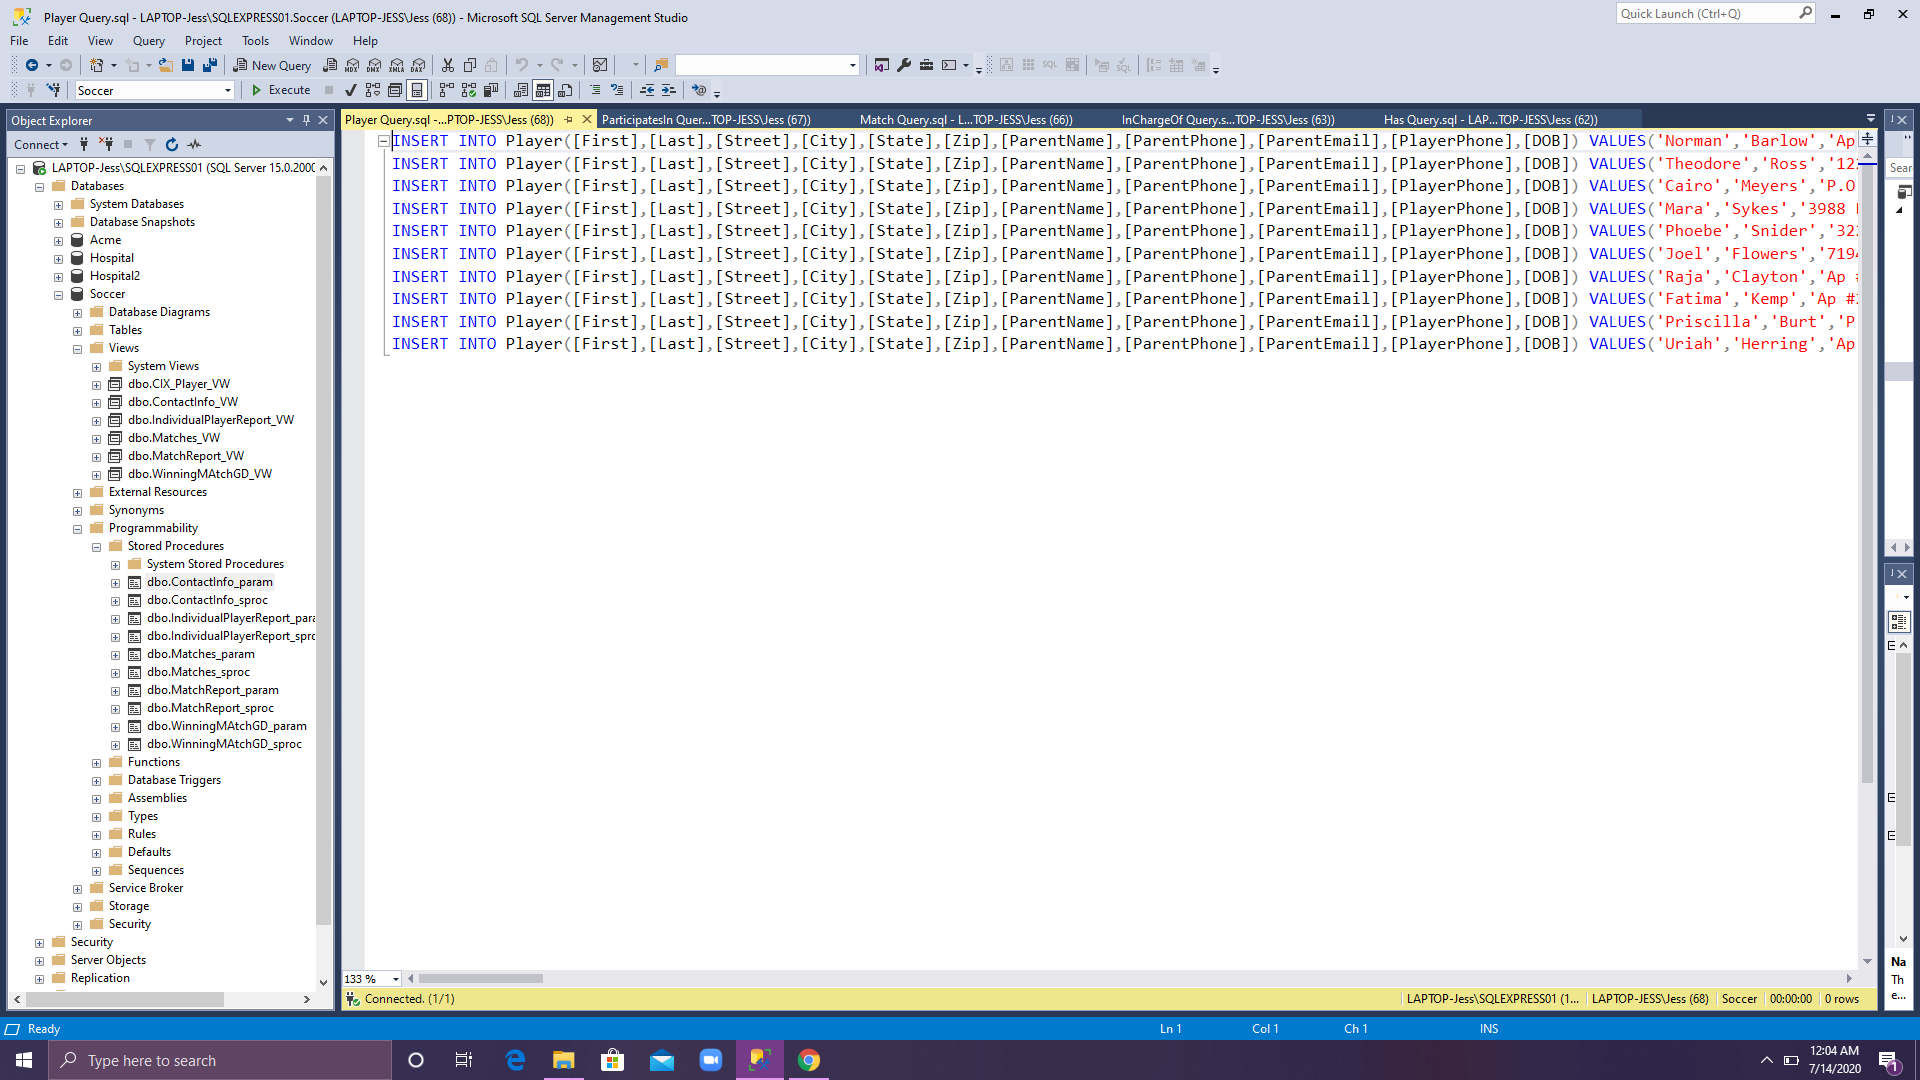 Player Query.sql - LAPTOP-Jess\SQLEXPRESS01.Soccer (LAPTOP-JESS\Jess (68)) - Microsoft SQL Server Management Studio
Quick Launch (Ctrl+Q)
File Edit View Query Project Tools Window Help
New Query MDX DMX XMLA DAX
Soccer Execute
Object Explorer
Connect
LAPTOP-Jess\SQLEXPRESS01 (SQL Server 15.0.2000
Databases
System Databases
Database Snapshots
Acme
Hospital
Hospital2
Soccer
Database Diagrams
Tables
Views
System Views
dbo.CIX_Player_VW
dbo.ContactInfo_VW
dbo.IndividualPlayerReport_VW
dbo.Matches_VW
dbo.MatchReport_VW
dbo.WinningMAtchGD_VW
External Resources
Synonyms
Programmability
Stored Procedures
System Stored Procedures
dbo.ContactInfo_param
dbo.ContactInfo_sproc
dbo.IndividualPlayerReport_para
dbo.IndividualPlayerReport_spro
dbo.Matches_param
dbo.Matches_sproc
dbo.MatchReport_param
dbo.MatchReport_sproc
dbo.WinningMAtchGD_param
dbo.WinningMAtchGD_sproc
Functions
Database Triggers
Assemblies
Types
Rules
Defaults
Sequences
Service Broker
Storage
Security
Security
Server Objects
Replication
Player Query.sql -...PTOP-JESS\Jess (68)) ParticipatesIn Quer...TOP-JESS\Jess (67)) Match Query.sql - L...TOP-JESS\Jess (66)) InChargeOf Query.s...TOP-JESS\Jess (63)) Has Query.sql - LAP...TOP-JESS\Jess (62))
INSERT INTO Player([First],[Last],[Street],[City],[State],[Zip],[ParentName],[ParentPhone],[ParentEmail],[PlayerPhone],[DOB]) VALUES('Norman','Barlow','Ap
INSERT INTO Player([First],[Last],[Street],[City],[State],[Zip],[ParentName],[ParentPhone],[ParentEmail],[PlayerPhone],[DOB]) VALUES('Theodore','Ross','12
INSERT INTO Player([First],[Last],[Street],[City],[State],[Zip],[ParentName],[ParentPhone],[ParentEmail],[PlayerPhone],[DOB]) VALUES('Cairo','Meyers','P.O
INSERT INTO Player([First],[Last],[Street],[City],[State],[Zip],[ParentName],[ParentPhone],[ParentEmail],[PlayerPhone],[DOB]) VALUES('Mara','Sykes','3988
INSERT INTO Player([First],[Last],[Street],[City],[State],[Zip],[ParentName],[ParentPhone],[ParentEmail],[PlayerPhone],[DOB]) VALUES('Phoebe','Snider','32
INSERT INTO Player([First],[Last],[Street],[City],[State],[Zip],[ParentName],[ParentPhone],[ParentEmail],[PlayerPhone],[DOB]) VALUES('Joel','Flowers','719
INSERT INTO Player([First],[Last],[Street],[City],[State],[Zip],[ParentName],[ParentPhone],[ParentEmail],[PlayerPhone],[DOB]) VALUES('Raja','Clayton','Ap #
INSERT INTO Player([First],[Last],[Street],[City],[State],[Zip],[ParentName],[ParentPhone],[ParentEmail],[PlayerPhone],[DOB]) VALUES('Fatima','Kemp','Ap #
INSERT INTO Player([First],[Last],[Street],[City],[State],[Zip],[ParentName],[ParentPhone],[ParentEmail],[PlayerPhone],[DOB]) VALUES('Priscilla','Burt','P
INSERT INTO Player([First],[Last],[Street],[City],[State],[Zip],[ParentName],[ParentPhone],[ParentEmail],[PlayerPhone],[DOB]) VALUES('Uriah','Herring','Ap
Sear
Na
Th
e...
133 %
Connected. (1/1) LAPTOP-Jess\SQLEXPRESS01 (1... LAPTOP-JESS\Jess (68) Soccer 00:00:00 0 rows
Ready Ln 1 Col 1 Ch 1 INS
Type here to search
12:04 AM
7/14/2020
1